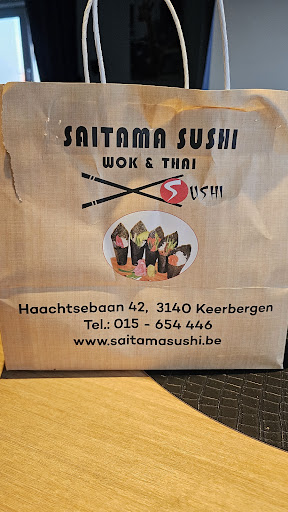 SAITAMA SUSHI
WOK & THAI
SUSHI
Haachtsebaan 42, 3140 Keerbergen
Tel.: 015 - 654 446
www.saitamasushi.be